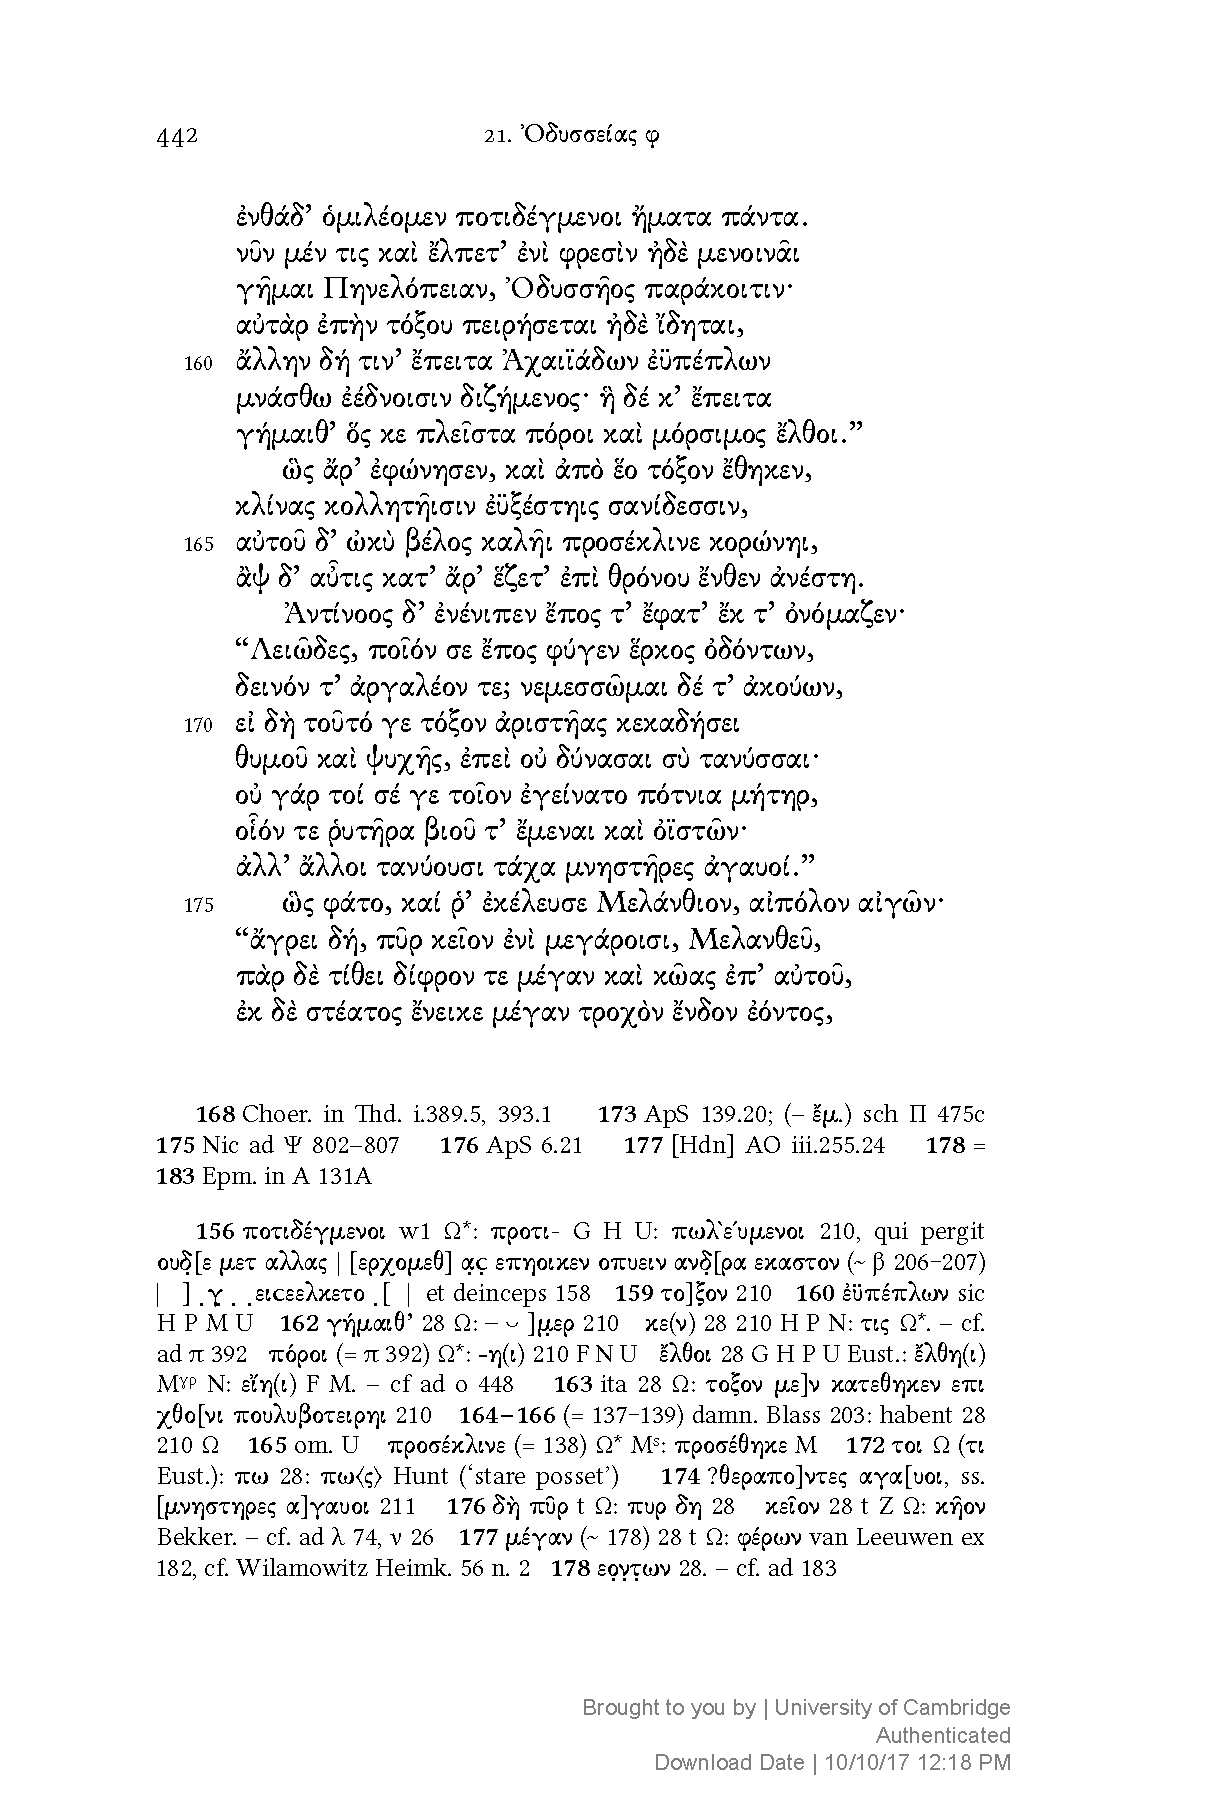 442 21. Ὀδυσσείας φ
ἐνθάδ’ ὁμιλέομεν ποτιδέγμενοι ἤματα πάντα.
νῦν μέν τις καὶ ἔλπετ’ ἐνὶ φρεσὶν ἠδὲ μενοινᾶι
γῆμαι Πηνελόπειαν, Ὀδυσσῆος παράκοιτιν·
αὐτὰρ ἐπὴν τόξου πειρήσεται ἠδὲ ἴδηται,
160 ἄλλην δή τιν’ ἔπειτα Ἀχαιϊάδων ἐϋπέπλων
μνάσθω ἐέδνοισιν διζήμενος· ἣ δέ κ’ ἔπειτα
γήμαιθ’ ὅς κε πλεῖστα πόροι καὶ μόρσιμος ἔλθοι.”
ὣς ἄρ’ ἐφώνησεν, καὶ ἀπὸ ἕο τόξον ἔθηκεν,
κλίνας κολλητῆισιν ἐϋξέστηις σανίδεσσιν,
165 αὐτοῦ δ’ ὠκὺ βέλος καλῆι προσέκλινε κορώνηι,
ἂψ δ’ αὖτις κατ’ ἄρ’ ἕζετ’ ἐπὶ θρόνου ἔνθεν ἀνέστη.
Ἀντίνοος δ’ ἐνένιπεν ἔπος τ’ ἔφατ’ ἔκ τ’ ὀνόμαζεν·
“Λειῶδες, ποῖόν σε ἔπος φύγεν ἕρκος ὀδόντων,
δεινόν τ’ ἀργαλέον τε; νεμεσσῶμαι δέ τ’ ἀκούων,
170 εἰ δὴ τοῦτό γε τόξον ἀριστῆας κεκαδήσει
θυμοῦ καὶ ψυχῆς, ἐπεὶ οὐ δύνασαι σὺ τανύσσαι·
οὐ γάρ τοί σέ γε τοῖον ἐγείνατο πότνια μήτηρ,
οἷόν τε ῥυτῆρα βιοῦ τ’ ἔμεναι καὶ ὀϊστῶν·
ἀλλ’ ἄλλοι τανύουσι τάχα μνηστῆρες ἀγαυοί.”
175 ὣς φάτο, καί ῥ’ ἐκέλευσε Μελάνθιον, αἰπόλον αἰγῶν·
“ἄγρει δή, πῦρ κεῖον ἐνὶ μεγάροισι, Μελανθεῦ,
πὰρ δὲ τίθει δίφρον τε μέγαν καὶ κῶας ἐπ’ αὐτοῦ,
ἐκ δὲ στέατος ἔνεικε μέγαν τροχὸν ἔνδον ἐόντος,
168 Choer. in Thd. i.389.5, 393.1 173 ApS 139.20; (– ἔμ.) sch Π 475c
175 Nic ad Ψ 802–807 176 ApS 6.21 177 [Hdn] AO iii.255.24 178 =
183 Epm. in A 131A
156 ποτιδέγμενοι w1 Ω*: προτι- G H U: πωλ`ε´υμενοι 210, qui pergit
ουδ̣[ε μετ αλλας | [ερχομεθ] α̣ϲ̣ επηοικεν οπυειν ανδ̣[ρα εκαστον (~ β 206–207)
| ] ̣γ ̣ ̣ειϲεελκετο ̣[ | et deinceps 158 159 το]ξον 210 160 ἐϋπέπλων sic
H P M U 162 γήμαιθ’ 28 Ω: – ⏑ ]μ̣ερ 210 κε(ν) 28 210 H P N: τις Ω*. – cf.
ad π 392 πόροι (= π 392) Ω*: -η(ι) 210 F N U ἔλθοι 28 G H P U Eust.: ἔλθη(ι)
Mᵞᵖ N: εἴη(ι) F M. – cf ad ο 448 163 ita 28 Ω: τοξον με]ν κατεθηκεν επι
χθο[νι πουλυβοτειρηι 210 164–166 (= 137–139) damn. Blass 203: habent 28
210 Ω 165 om. U προσέκλινε (= 138) Ω* Mˢ: προσέθηκε M 172 τοι Ω (τι
Eust.): πω 28: πω⟨ς⟩ Hunt (‘stare posset’) 174 ?θεραπο]ντες αγα[υοι, ss.
[μνηστηρες α]γαυοι 211 176 δὴ πῦρ t Ω: πυρ δη 28 κεῖον 28 t Z Ω: κῆον
Bekker. – cf. ad λ 74, ν 26 177 μέγαν (~ 178) 28 t Ω: φέρων van Leeuwen ex
182, cf. Wilamowitz Heimk. 56 n. 2 178 εο̣ν̣τ̣ων 28. – cf. ad 183
Brought to you by | University of Cambridge
Authenticated
Download Date | 10/10/17 12:18 PM